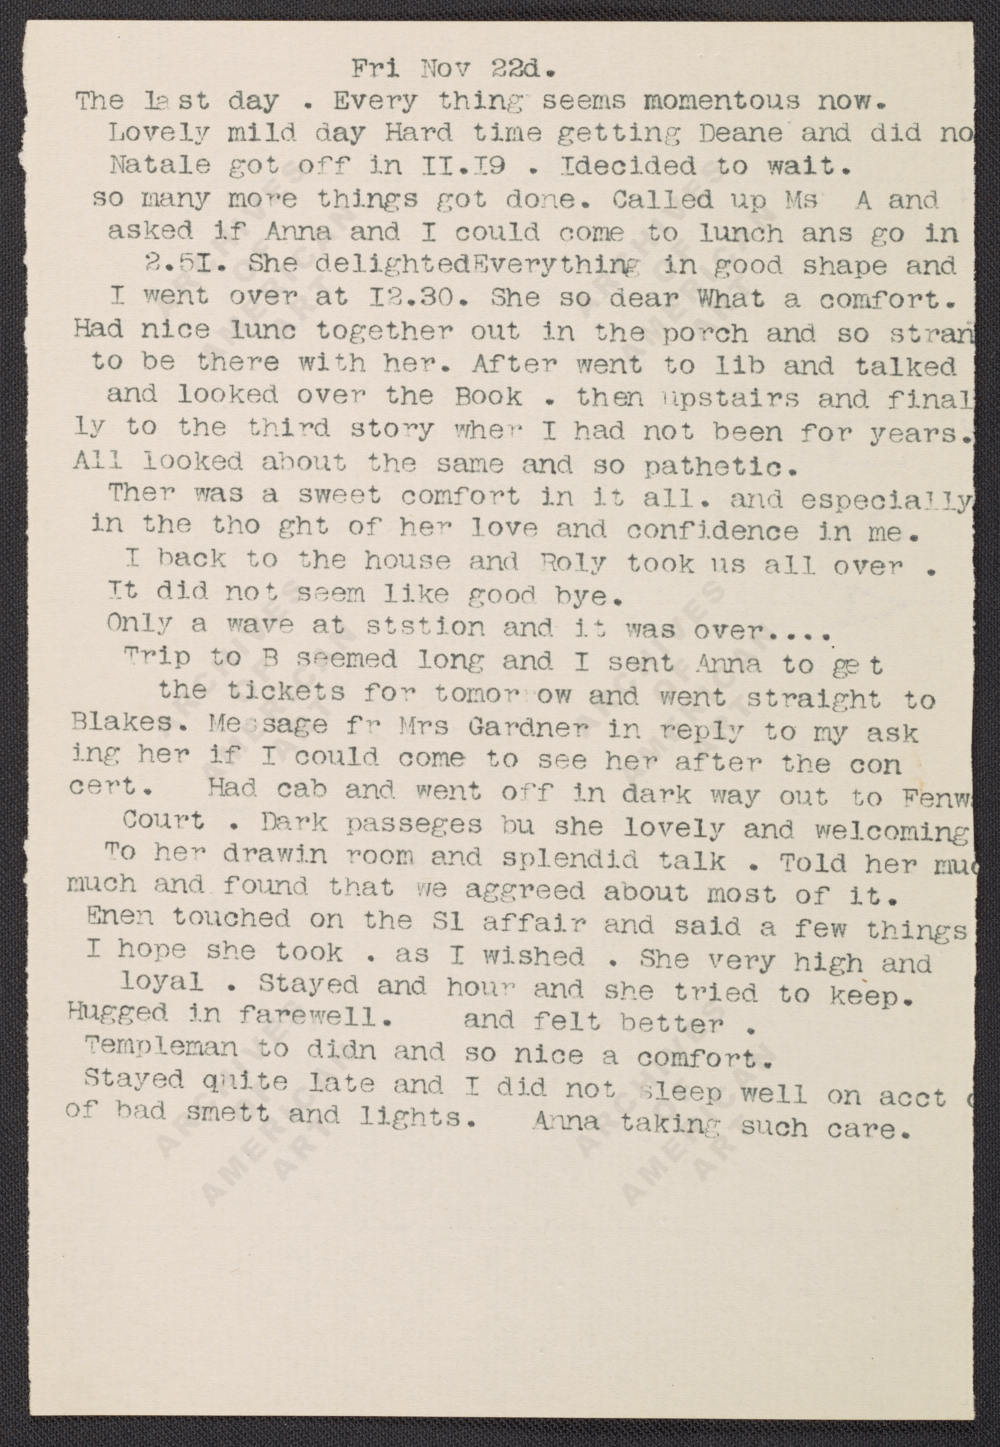 Fri Nov 22d.
The last day . Every thing seems momentous now.
Lovely mild day Hard time getting Deane and did no
Natale got off in II.I9 . Idecided to wait.
so many more things got done. Called up Ms A and
asked if Anna and I could come to lunch ans go in
2.5I. She delightedEverything in good shape and
I went over at I2.30. She so dear What a comfort.
Had nice lunc together out in the porch and so stran
to be there with her. After went to lib and talked
and looked over the Book . then upstairs and final
ly to the third story wher I had not been for years.
All looked about the same and so pathetic.
Ther was a sweet comfort in it all. and especially
in the tho ght of her love and confidence in me.
I back to the house and Roly took us all over .
It did not seem like good bye.
Only a wave at ststion and it was over....
Trip to B seemed long and I sent Anna to get
the tickets for tomorrow and went straight to
Blakes. Message fr Mrs Gardner in reply to my ask
ing her if I could come to see her after the con
cert. Had cab and went off in dark way out to Fenw
Court . Dark passeges bu she lovely and welcoming
To her drawin room and splendid talk . Told her muc
much and found that we aggreed about most of it.
Enen touched on the Sl affair and said a few things
I hope she took . as I wished . She very high and
loyal . Stayed and hour and she tried to keep.
Hugged in farewell. and felt better .
Templeman to didn and so nice a comfort.
Stayed quite late and I did not sleep well on acct
of bad smett and lights. Anna taking such care.
ARCHIVES OF AMERICAN ART